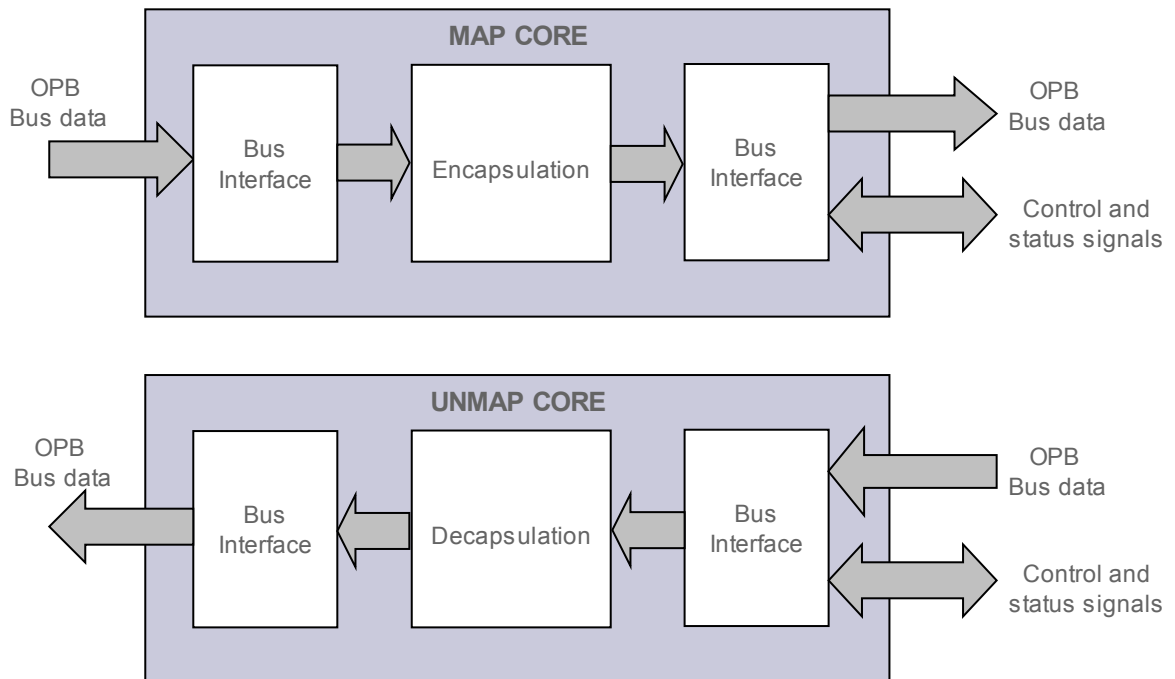 MAP CORE
OPB
Bus data
Bus
Interface
Encapsulation
Bus
Interface
OPB
Bus data
Control and
status signals
UNMAP CORE
OPB
Bus data
Bus
Interface
Decapsulation
Bus
Interface
OPB
Bus data
Control and
status signals